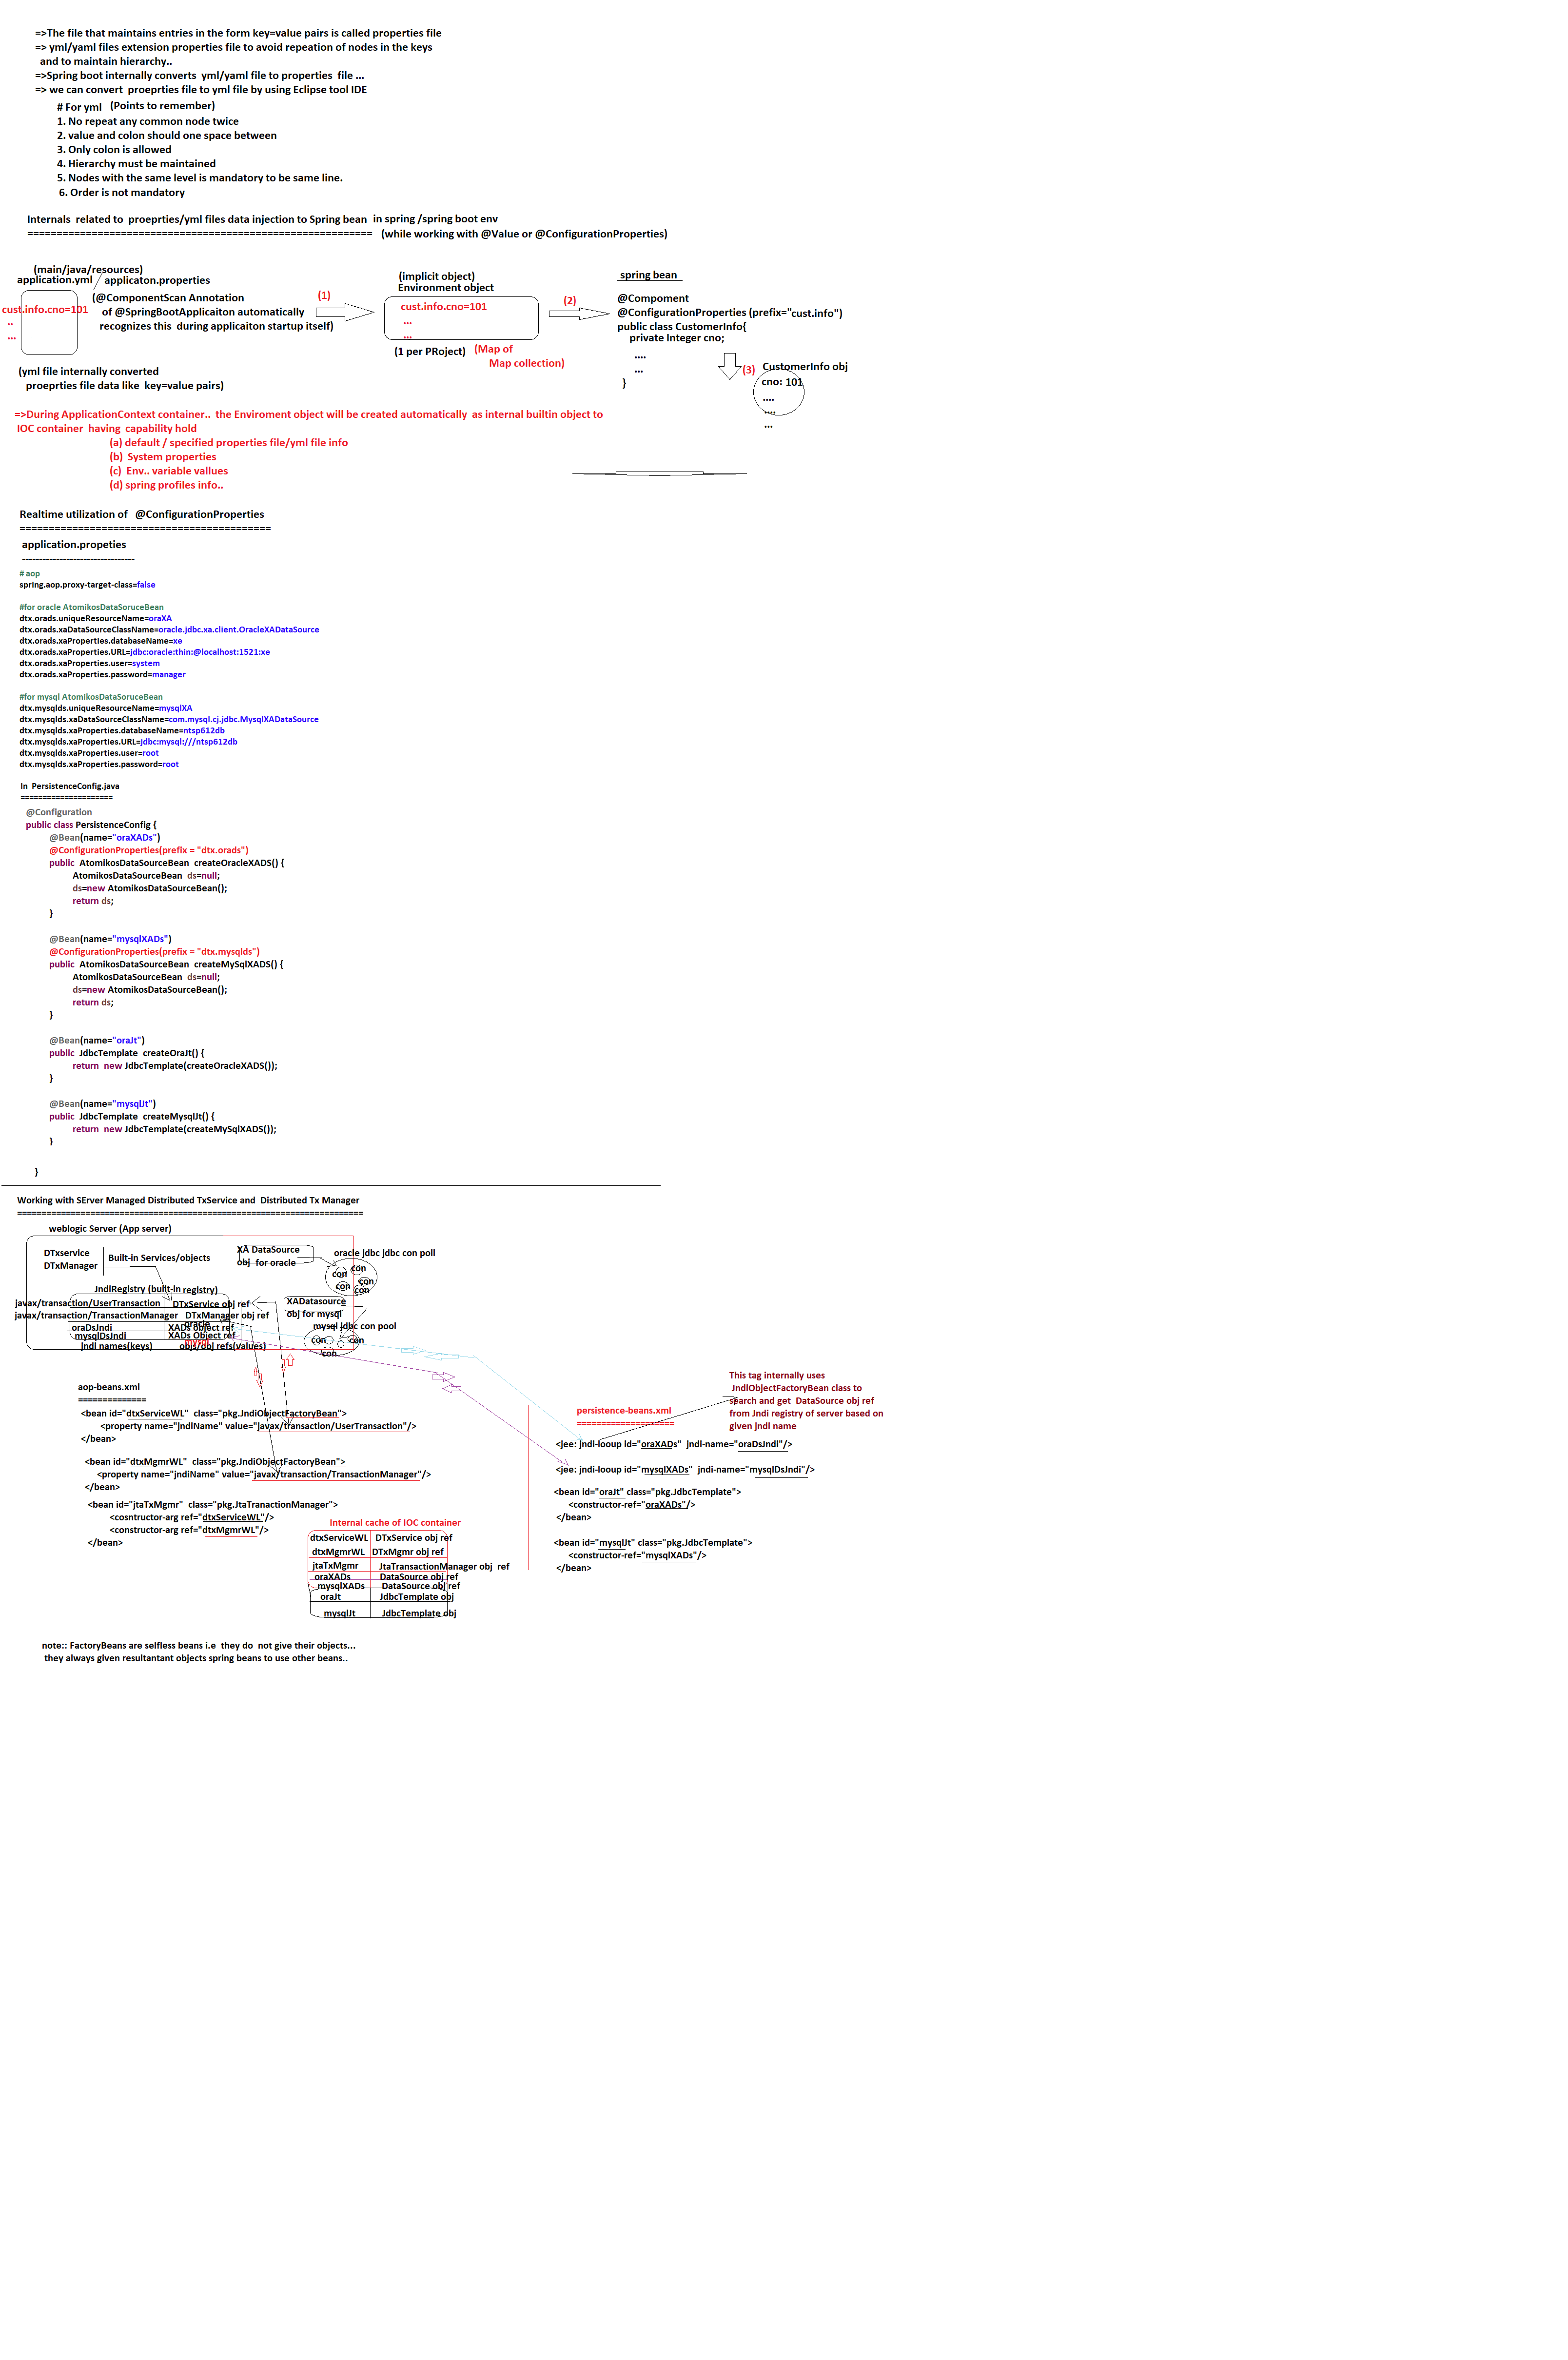 =>The file that maintains entries in the form key=value pairs is called properties file
=> yml/yaml files extension properties file to avoid repeation of nodes in the keys
and to maintain hierarchy..
=>Spring boot internally converts yml/yaml file to properties file ...
=> we can convert proeprties file to yml file by using Eclipse tool IDE
# For yml (Points to remember)
1. No repeat any common node twice
2. value and colon should one space between
3. Only colon is allowed
4. Hierarchy must be maintained
5. Nodes with the same level is mandatory to be same line.
6. Order is not mandatory
Internals related to proeprties/yml files data injection to Spring bean in spring /spring boot env
=========================================================== (while working with @Value or @ConfigurationProperties)
(main/java/resources)
application.yml / applicaton.properties
cust.info.cno=101
..
...
(@ComponentScan Annotation
of @SpringBootApplicaiton automatically
recognizes this during applicaiton startup itself)
(1)
(yml file internally converted
proeprties file data like key=value pairs)
(implicit object)
Environment object
cust.info.cno=101
...
...
(1 per PRoject) (Map of
Map collection)
(2)
spring bean
@Compoment
@ConfigurationProperties (prefix="cust.info")
public class CustomerInfo{
private Integer cno;
....
...
}
(3) CustomerInfo obj
cno: 101
....
....
...
=>During ApplicationContext container.. the Enviroment object will be created automatically as internal builtin object to
IOC container having capability hold
(a) default / specified properties file/yml file info
(b) System properties
(c) Env.. variable vallues
(d) spring profiles info..
Realtime utilization of @ConfigurationProperties
===========================================
application.propeties
---------------------------------
# aop
spring.aop.proxy-target-class=false
#for oracle AtomikosDataSoruceBean
dtx.orads.uniqueResourceName=oraXA
dtx.orads.xaDataSourceClassName=oracle.jdbc.xa.client.OracleXADataSource
dtx.orads.xaProperties.databaseName=xe
dtx.orads.xaProperties.URL=jdbc:oracle:thin:@localhost:1521:xe
dtx.orads.xaProperties.user=system
dtx.orads.xaProperties.password=manager
#for mysql AtomikosDataSoruceBean
dtx.mysqlds.uniqueResourceName=mysqlXA
dtx.mysqlds.xaDataSourceClassName=com.mysql.cj.jdbc.MysqlXADataSource
dtx.mysqlds.xaProperties.databaseName=ntsp612db
dtx.mysqlds.xaProperties.URL=jdbc:mysql:///ntsp612db
dtx.mysqlds.xaProperties.user=root
dtx.mysqlds.xaProperties.password=root
In PersistenceConfig.java
=====================
@Configuration
public class PersistenceConfig {
@Bean(name="oraXADs")
@ConfigurationProperties(prefix = "dtx.orads")
public AtomikosDataSourceBean createOracleXADS() {
AtomikosDataSourceBean ds=null;
ds=new AtomikosDataSourceBean();
return ds;
}
@Bean(name="mysqlXADs")
@ConfigurationProperties(prefix = "dtx.mysqlds")
public AtomikosDataSourceBean createMySqlXADS() {
AtomikosDataSourceBean ds=null;
ds=new AtomikosDataSourceBean();
return ds;
}
@Bean(name="oraJt")
public JdbcTemplate createOraJt() {
return new JdbcTemplate(createOracleXADS());
}
@Bean(name="mysqlJt")
public JdbcTemplate createMysqlJt() {
return new JdbcTemplate(createMySqlXADS());
}
}
Working with SErver Managed Distributed TxService and Distributed Tx Manager
=======================================================================
weblogic Server (App server)
DTxservice
DTxManager
Built-in Services/objects
XA DataSource
obj for oracle
oracle jdbc jdbc con poll
con
con
con
con
con
JndiRegistry (built-in registry)
javax/transaction/UserTransaction DTxService obj ref
javax/transaction/TransactionManager DTxManager obj ref
oracle
oraDsJndi XADs object ref
mysqlDsJndi XADs Object ref
mysql
jndi names(keys) objs/obj refs(values)
XADatasource
obj for mysql
mysql jdbc con pool
con
con
con
aop-beans.xml
==============
<bean id="dtxServiceWL" class="pkg.JndiObjectFactoryBean">
<property name="jndiName" value="javax/transaction/UserTransaction"/>
</bean>
<bean id="dtxMgmrWL" class="pkg.JndiObjectFactoryBean">
<property name="jndiName" value="javax/transaction/TransactionManager"/>
</bean>
<bean id="jtaTxMgmr" class="pkg.JtaTranactionManager">
<cosntructor-arg ref="dtxServiceWL"/>
<constructor-arg ref="dtxMgmrWL"/>
</bean>
Internal cache of IOC container
dtxServiceWL DTxService obj ref
dtxMgmrWL DTxMgmr obj ref
jtaTxMgmr JtaTransactionManager obj ref
oraXADs DataSource obj ref
mysqlXADs DataSource obj ref
oraJt JdbcTemplate obj
mysqlJt JdbcTemplate obj
persistence-beans.xml
====================
This tag internally uses
JndiObjectFactoryBean class to
search and get DataSource obj ref
from Jndi registry of server based on
given jndi name
<jee: jndi-looup id="oraXADs" jndi-name="oraDsJndi"/>
<jee: jndi-looup id="mysqlXADs" jndi-name="mysqlDsJndi"/>
<bean id="oraJt" class="pkg.JdbcTemplate">
<constructor-ref="oraXADs"/>
</bean>
<bean id="mysqlJt" class="pkg.JdbcTemplate">
<constructor-ref="mysqlXADs"/>
</bean>
note:: FactoryBeans are selfless beans i.e they do not give their objects...
they always given resultantant objects spring beans to use other beans..